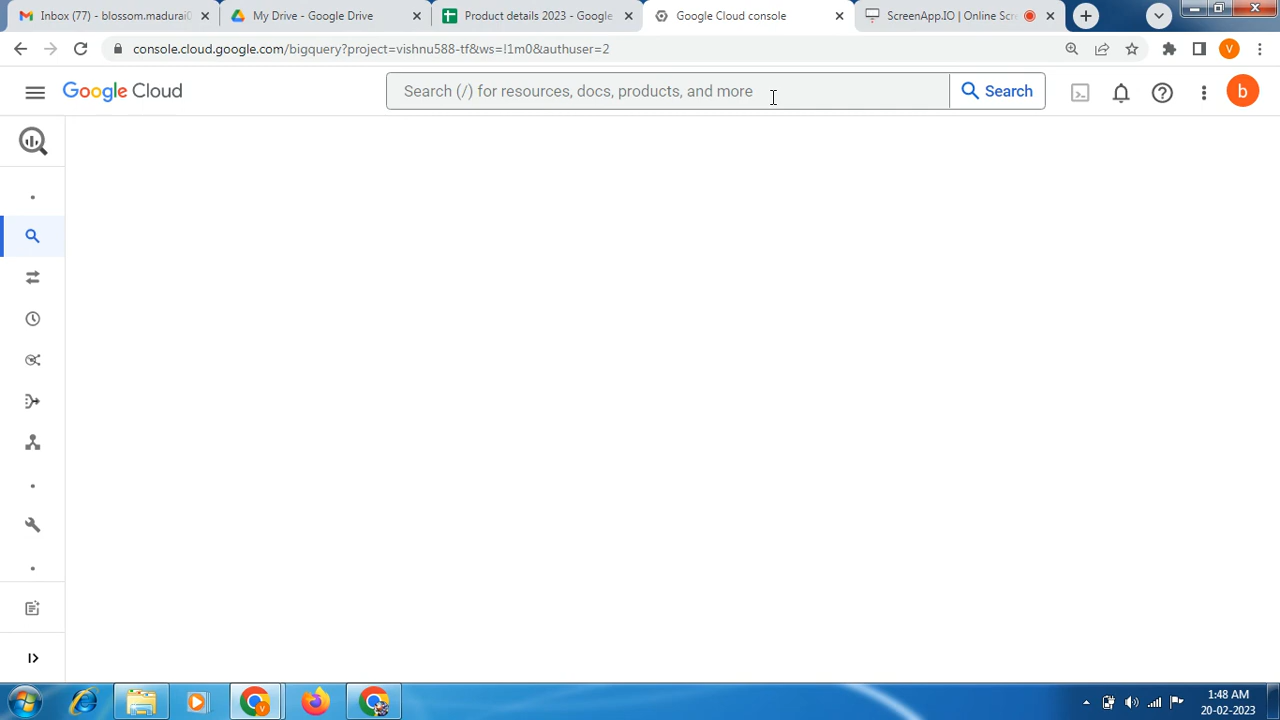 Inbox (77) - blossom.madurai
My Drive - Google Drive
Product details 2023 - Google
Google Cloud console
ScreenApp.IO | Online Scre
console.cloud.google.com/bigquery?project=vishnu588-tf&ws=!1m0&authuser=2
V
Google Cloud
Search (/) for resources, docs, products, and more
Search
b
1:48 AM
20-02-2023